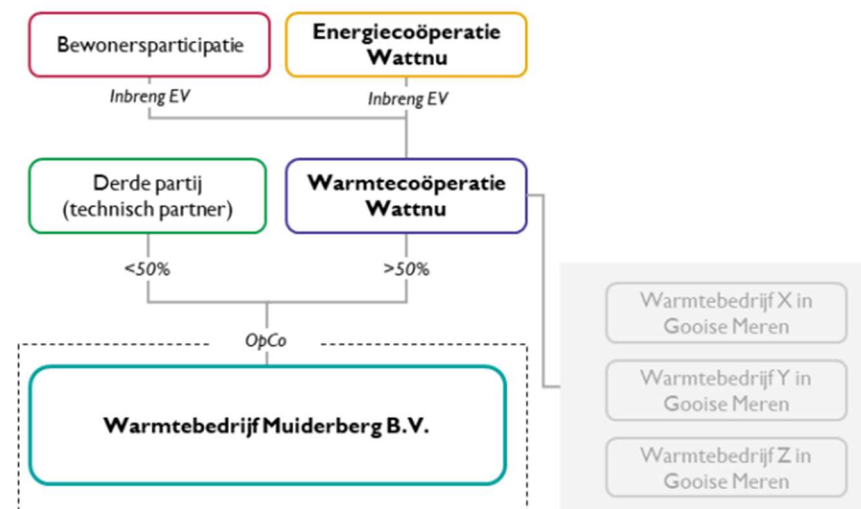 Bewonersparticipatie
Energiecoöperatie
Wattnu
Inbreng EV
Inbreng EV
Derde partij
(technisch partner)
Warmtecoöperatie
Wattnu
<50%
>50%
OpCo
Warmtebedrijf Muiderberg B.V.
Warmtebedrijf X in
Gooise Meren
Warmtebedrijf Y in
Gooise Meren
Warmtebedrijf Z in
Gooise Meren